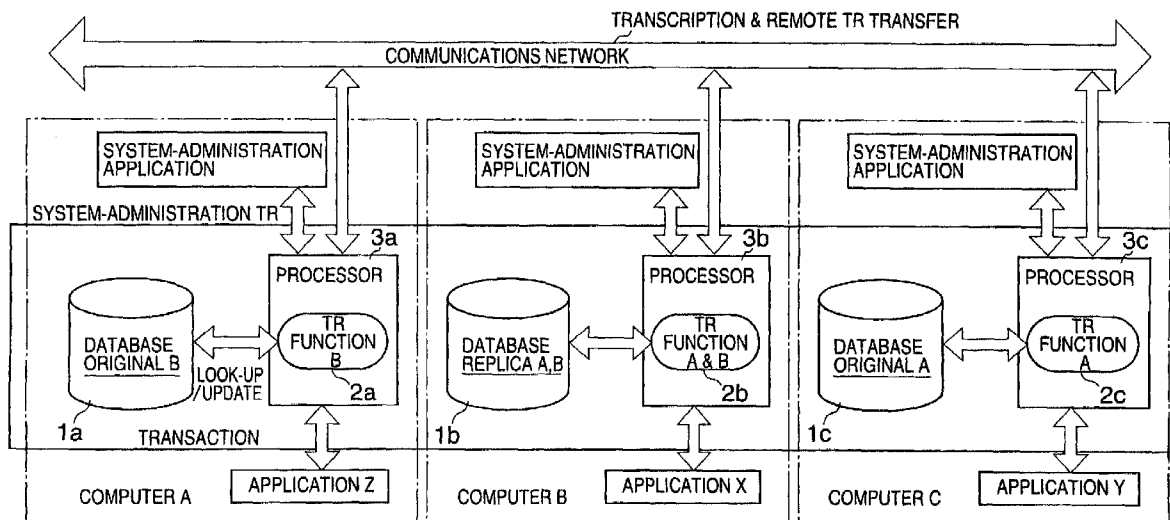 TRANSCRIPTION & REMOTE TR TRANSFER
COMMUNICATIONS NETWORK
SYSTEM-ADMINISTRATION
APPLICATION
SYSTEM-ADMINISTRATION
APPLICATION
SYSTEM-ADMINISTRATION
APPLICATION
SYSTEM-ADMINISTRATION TR
3a
3b
3c
PROCESSOR
PROCESSOR
PROCESSOR
DATABASE
ORIGINAL B
TR
FUNCTION
B
DATABASE
REPLICA A,B
TR
FUNCTION
A & B
DATABASE
ORIGINAL A
TR
FUNCTION
A
LOOK-UP
/UPDATE
2a
2b
2c
1a
1b
1c
TRANSACTION
COMPUTER A
APPLICATION Z
COMPUTER B
APPLICATION X
COMPUTER C
APPLICATION Y